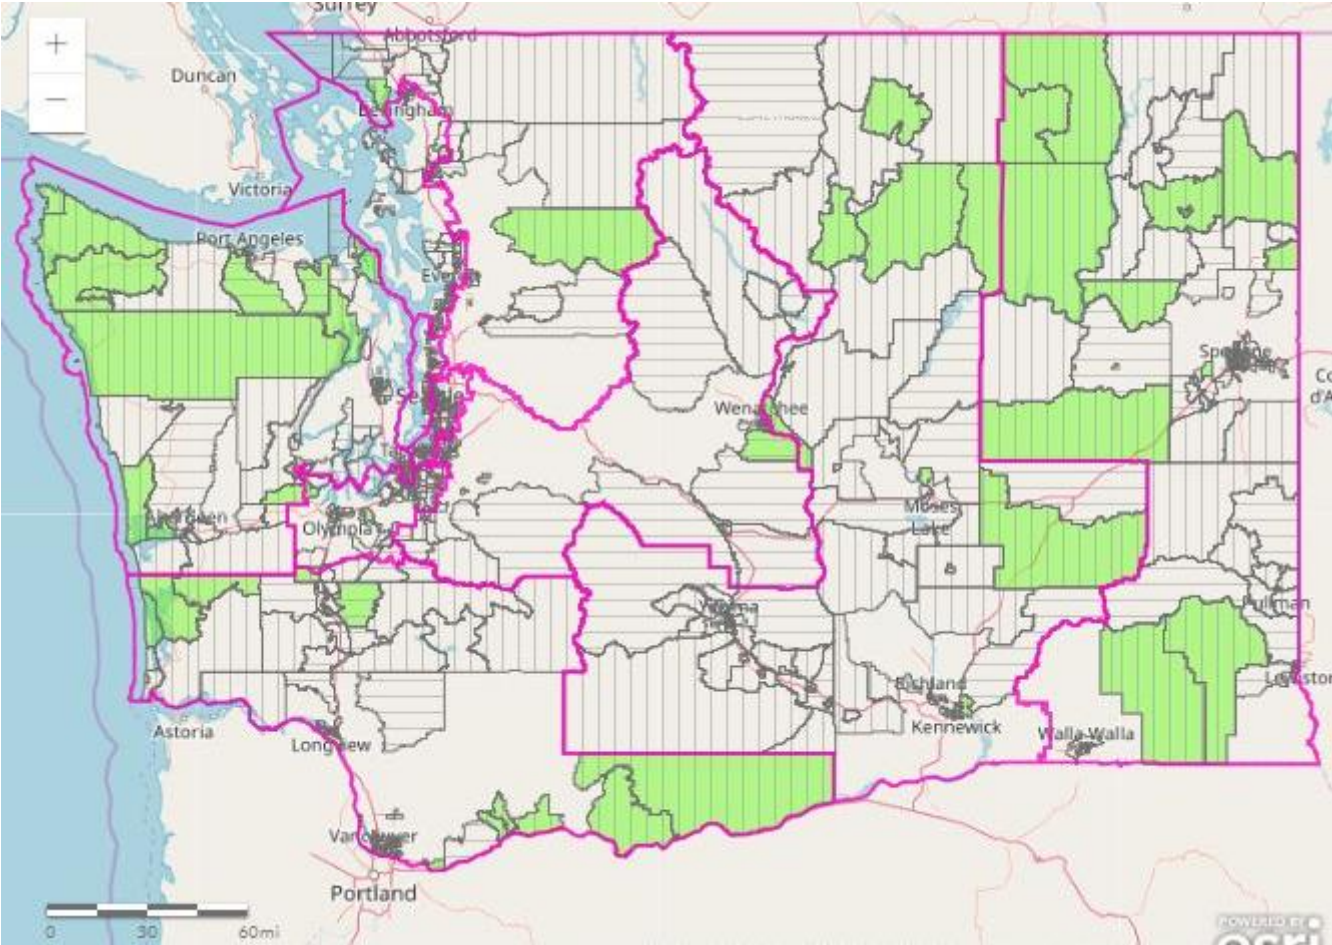 Surrey
+
Abbotsford
Duncan
−
Bellingham
Victoria
Port Angeles
Everett
Spokane
Seattle
Wenatchee
Aberdeen
Moses
Lake
Olympia
Yakima
Pullman
Richland
Lewiston
Kennewick
Walla Walla
Astoria
Longview
Vancouver
Portland
0 30 60mi
POWERED BY
esri